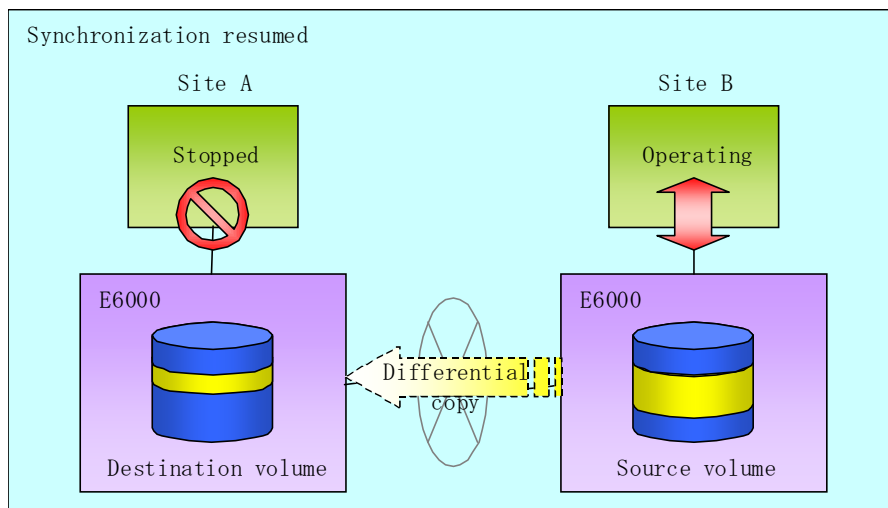 Synchronization resumed
Site A
Site B
Stopped
Operating
E6000
E6000
Differential
copy
Destination volume
Source volume